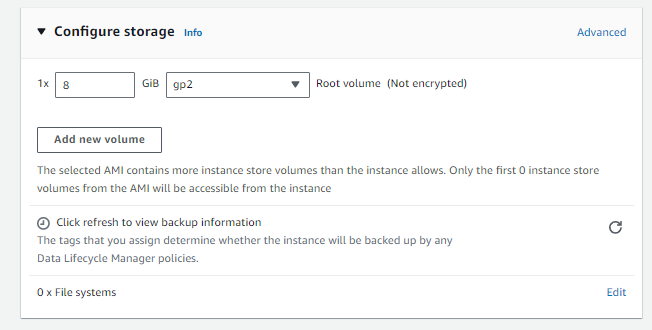 Configure storage Info Advanced
1x 8 GiB gp2 Root volume (Not encrypted)
Add new volume
The selected AMI contains more instance store volumes than the instance allows. Only the first 0 instance store
volumes from the AMI will be accessible from the instance
Click refresh to view backup information
The tags that you assign determine whether the instance will be backed up by any
Data Lifecycle Manager policies.
0 x File systems Edit